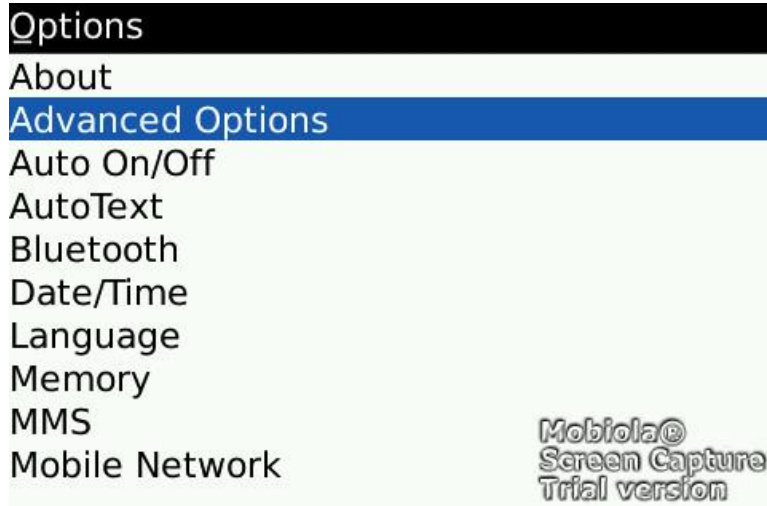 Options
About
Advanced Options
Auto On/Off
AutoText
Bluetooth
Date/Time
Language
Memory
MMS
Mobile Network
Mobiola®
Screen Capture
Trial version